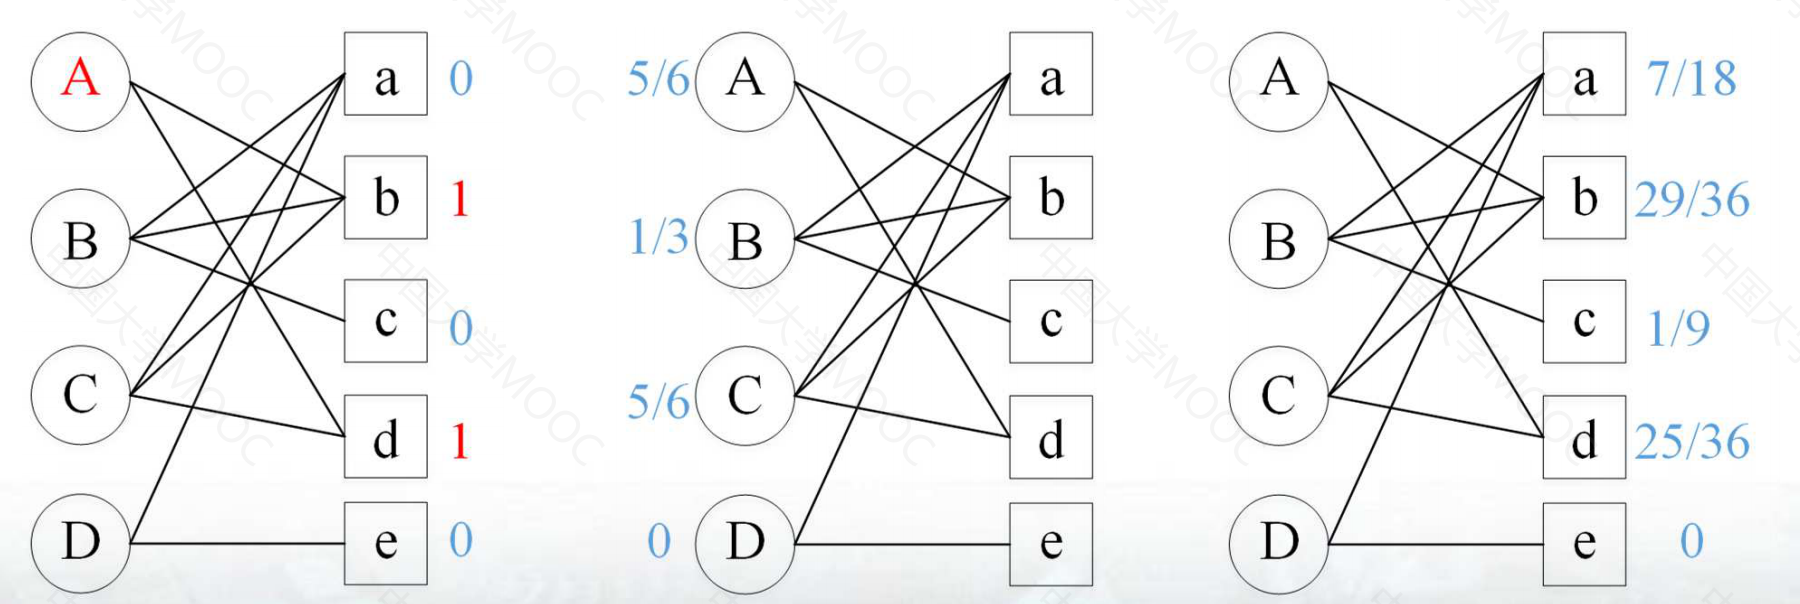 A a 0 5/6 A a A a 7/18
B b 1 1/3 B b B b 29/36
c 0 c c 1/9
C d 1 5/6 C d C d 25/36
D e 0 0 D e D e 0
中国大学MOOC